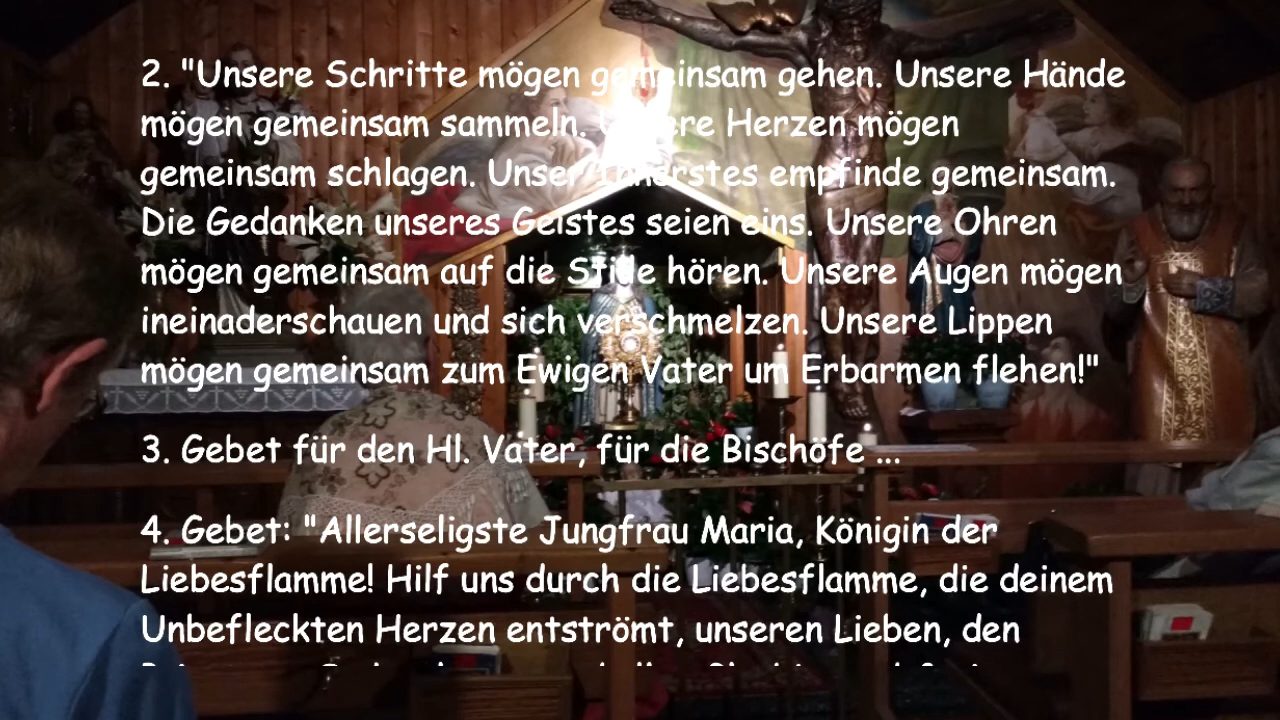 2. "Unsere Schritte mögen gemeinsam gehen. Unsere Hände
mögen gemeinsam sammeln. Unsere Herzen mögen
gemeinsam schlagen. Unser Innerstes empfinde gemeinsam.
Die Gedanken unseres Geistes seien eins. Unsere Ohren
mögen gemeinsam auf die Stille hören. Unsere Augen mögen
ineinaderschauen und sich verschmelzen. Unsere Lippen
mögen gemeinsam zum Ewigen Vater um Erbarmen flehen!"
3. Gebet für den Hl. Vater, für die Bischöfe ...
4. Gebet: "Allerseligste Jungfrau Maria, Königin der
Liebesflamme! Hilf uns durch die Liebesflamme, die deinem
Unbefleckten Herzen entströmt, unseren Lieben, den